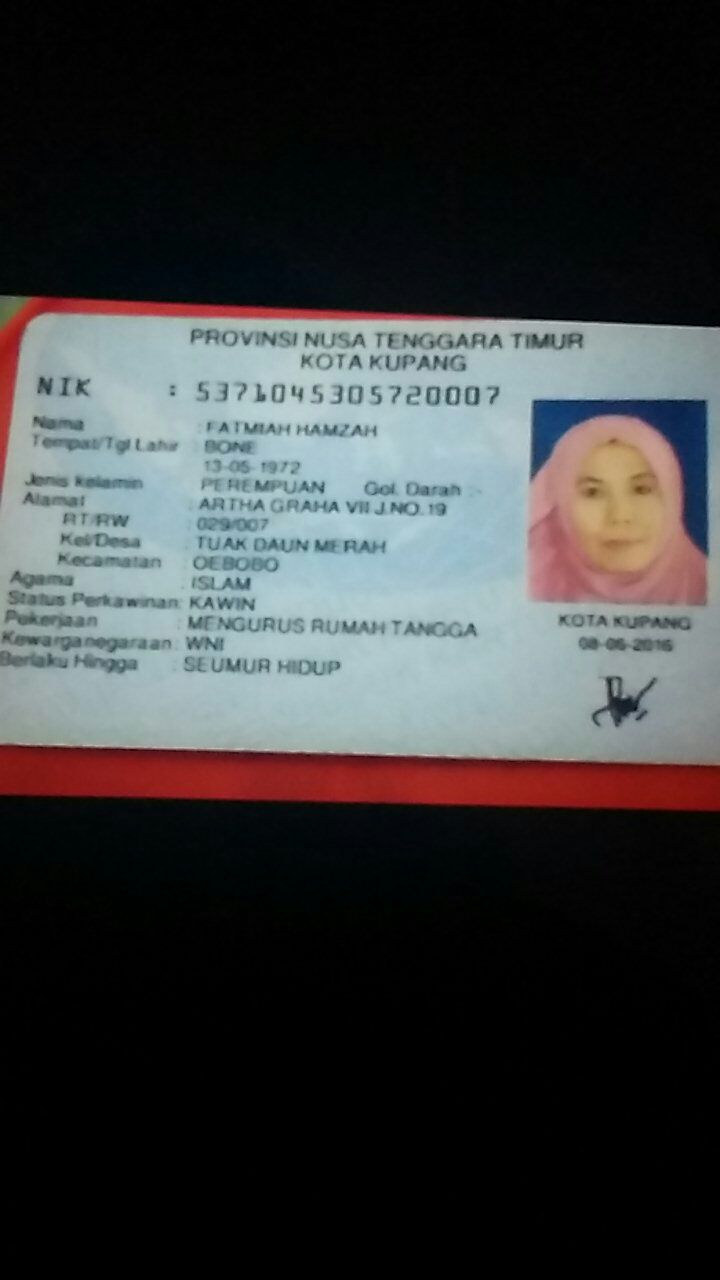 PROVINSI NUSA TENGGARA TIMUR
KOTA KUPANG
NIK : 5371045305720007
Nama : FATMIAH HAMZAH
Tempat/Tgl Lahir : BONE
13-05-1972
Jenis kelamin PEREMPUAN Gol. Darah :-
Alamat : ARTHA GRAHA VII J.NO. 19
RT/RW : 029/007
Kel/Desa : TUAK DAUN MERAH
Kecamatan : OEBOBO
Agama : ISLAM
Status Perkawinan: KAWIN
Pekerjaan : MENGURUS RUMAH TANGGA
Kewarganegaraan: WNI
Berlaku Hingga : SEUMUR HIDUP
KOTA KUPANG